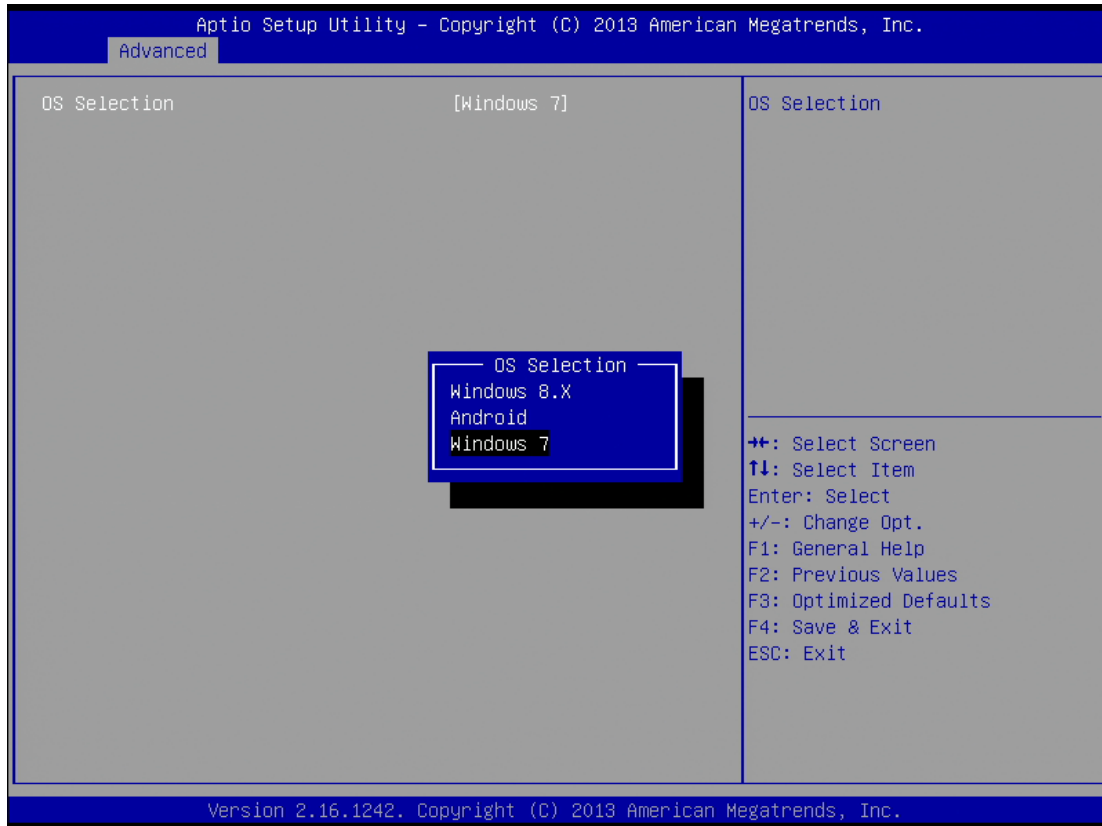 Aptio Setup Utility – Copyright (C) 2013 American Megatrends, Inc.
Advanced
OS Selection [Windows 7]
OS Selection
OS Selection
Windows 8.X
Android
Windows 7
→←: Select Screen
↑↓: Select Item
Enter: Select
+/-: Change Opt.
F1: General Help
F2: Previous Values
F3: Optimized Defaults
F4: Save & Exit
ESC: Exit
Version 2.16.1242. Copyright (C) 2013 American Megatrends, Inc.